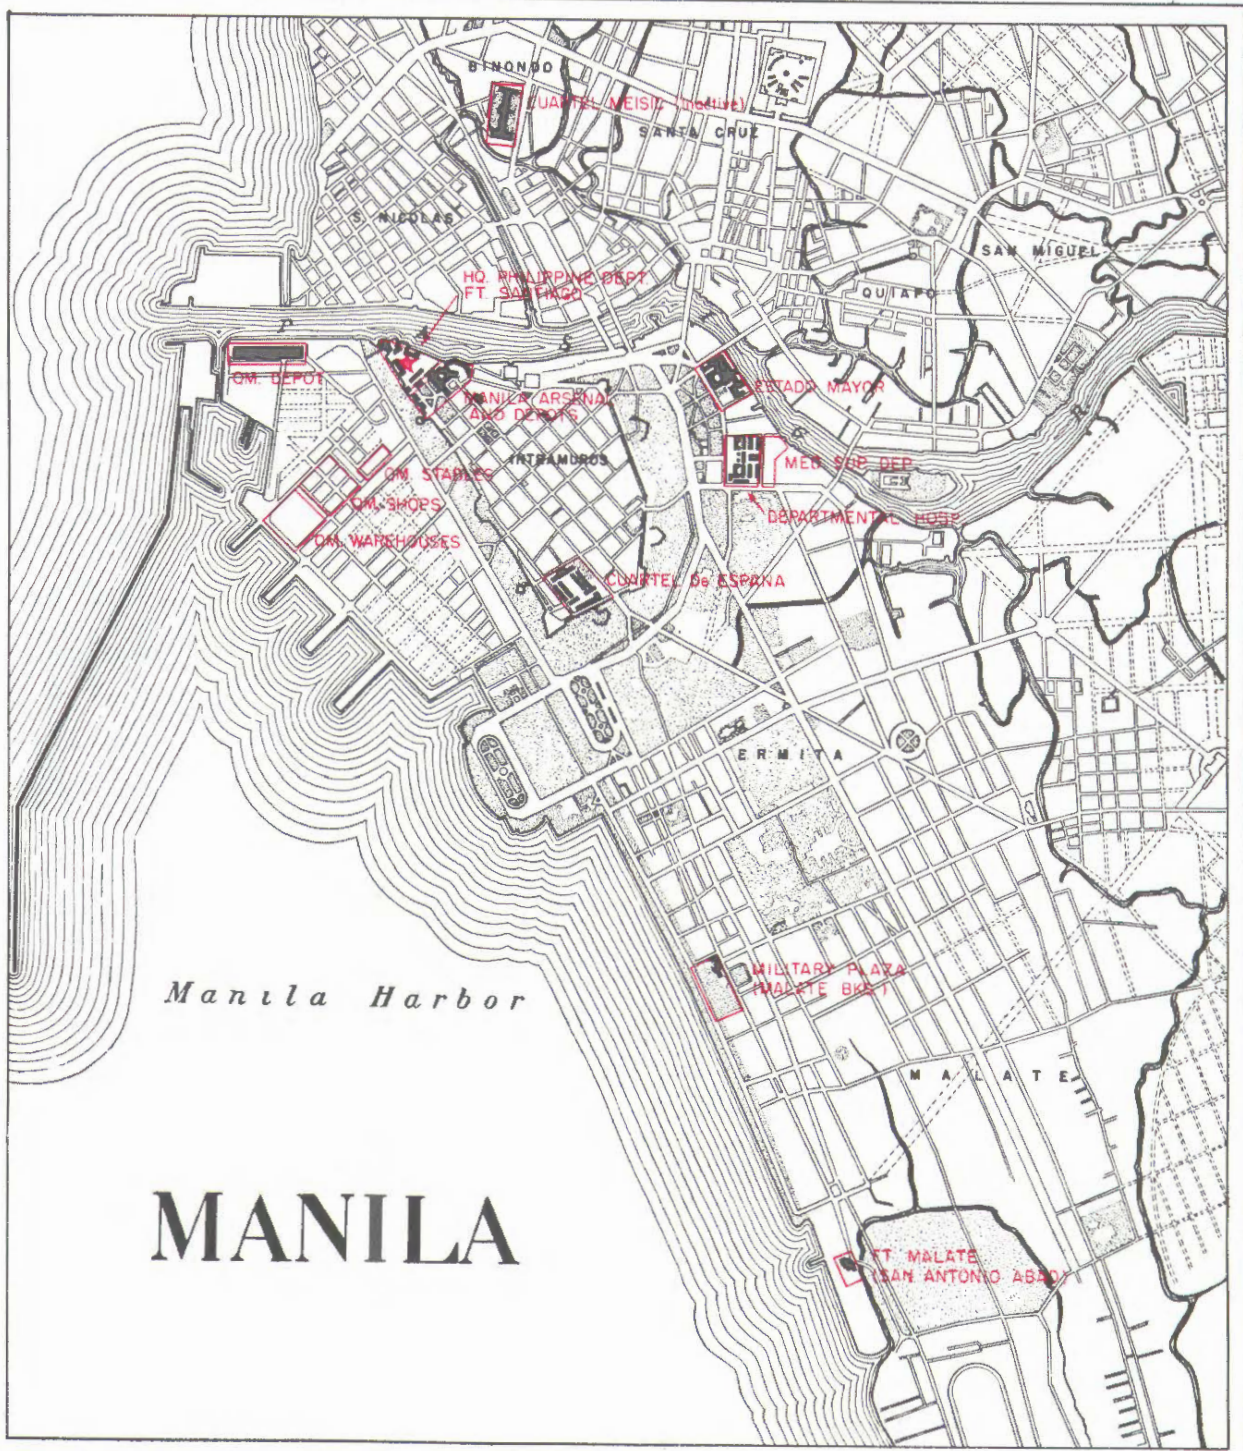 BINONDO
CUARTEL MEISIC (Inactive)
SANTA CRUZ
S. NICOLAS
SAN MIGUEL
HQ. PHILIPPINE DEPT.
FT. SANTIAGO
QUIAPO
P A S I G R
QM. DEPOT
ESTADO MAYOR
MANILA ARSENAL
AND DEPOTS
INTRAMUROS
MED SUP DEP
QM. STABLES
QM. SHOPS
DEPARTMENTAL HOSP.
QM. WAREHOUSES
CUARTEL De ESPANA
ERMITA
MILITARY PLAZA
(MALATE BKS.)
Manila Harbor
MALATE
MANILA
FT. MALATE
(SAN ANTONIO ABAD)